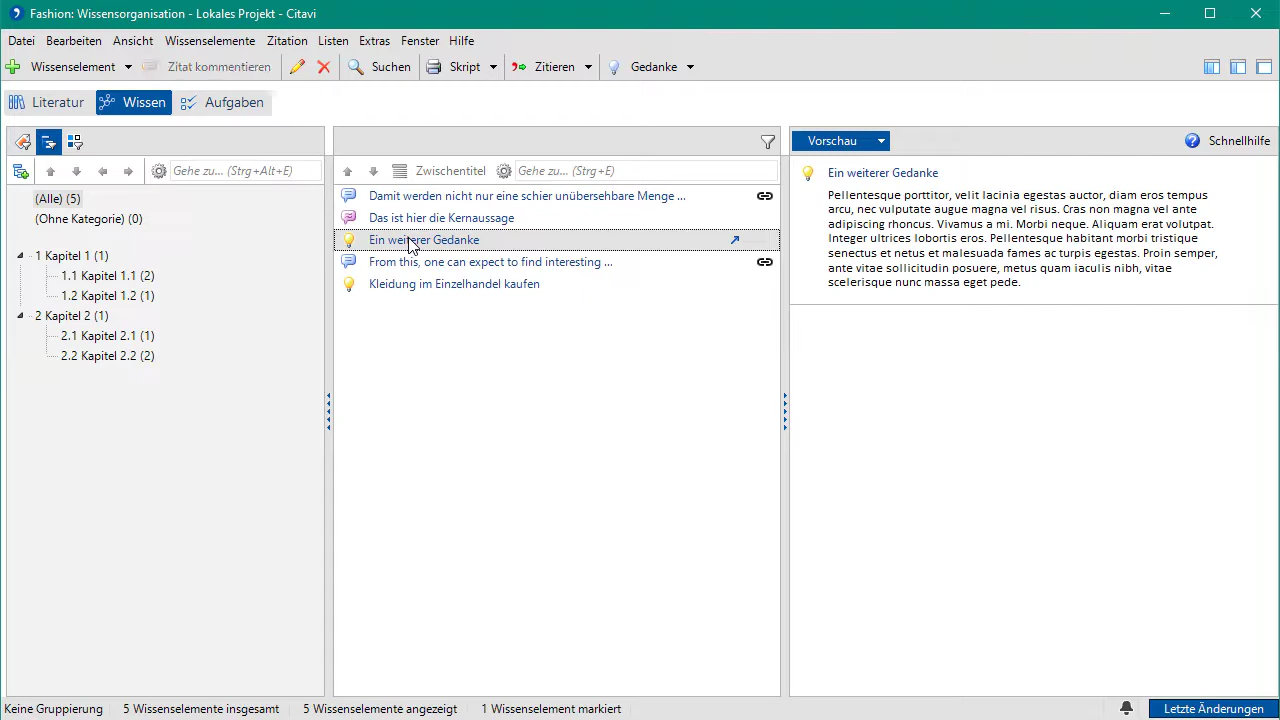 Fashion: Wissensorganisation - Lokales Projekt - Citavi
Datei Bearbeiten Ansicht Wissenselemente Zitation Listen Extras Fenster Hilfe
Wissenselement Zitat kommentieren Suchen Skript Zitieren Gedanke
Literatur Wissen Aufgaben
Gehe zu... (Strg+Alt+E)
(Alle) (5)
(Ohne Kategorie) (0)
1 Kapitel 1 (1)
1.1 Kapitel 1.1 (2)
1.2 Kapitel 1.2 (1)
2 Kapitel 2 (1)
2.1 Kapitel 2.1 (1)
2.2 Kapitel 2.2 (2)
Zwischentitel Gehe zu... (Strg+E)
Damit werden nicht nur eine schier unübersehbare Menge ...
Das ist hier die Kernaussage
Ein weiterer Gedanke
From this, one can expect to find interesting ...
Kleidung im Einzelhandel kaufen
Vorschau Schnellhilfe
Ein weiterer Gedanke
Pellentesque porttitor, velit lacinia egestas auctor, diam eros tempus
arcu, nec vulputate augue magna vel risus. Cras non magna vel ante
adipiscing rhoncus. Vivamus a mi. Morbi neque. Aliquam erat volutpat.
Integer ultrices lobortis eros. Pellentesque habitant morbi tristique
senectus et netus et malesuada fames ac turpis egestas. Proin semper,
ante vitae sollicitudin posuere, metus quam iaculis nibh, vitae
scelerisque nunc massa eget pede.
Keine Gruppierung 5 Wissenselemente insgesamt 5 Wissenselemente angezeigt 1 Wissenselement markiert Letzte Änderungen